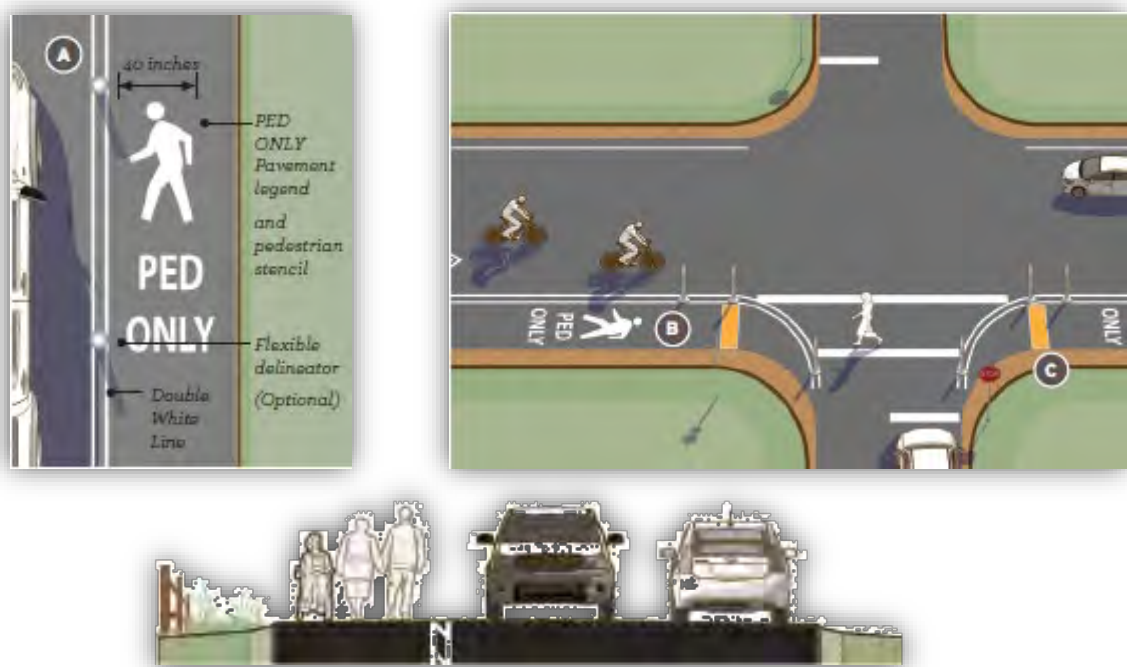 A
40 inches
PED
ONLY
Pavement
legend
and
pedestrian
stencil
PED
ONLY
Flexible
delineator
(Optional)
Double
White
Line
PED
ONLY
B
ONLY
STOP
C